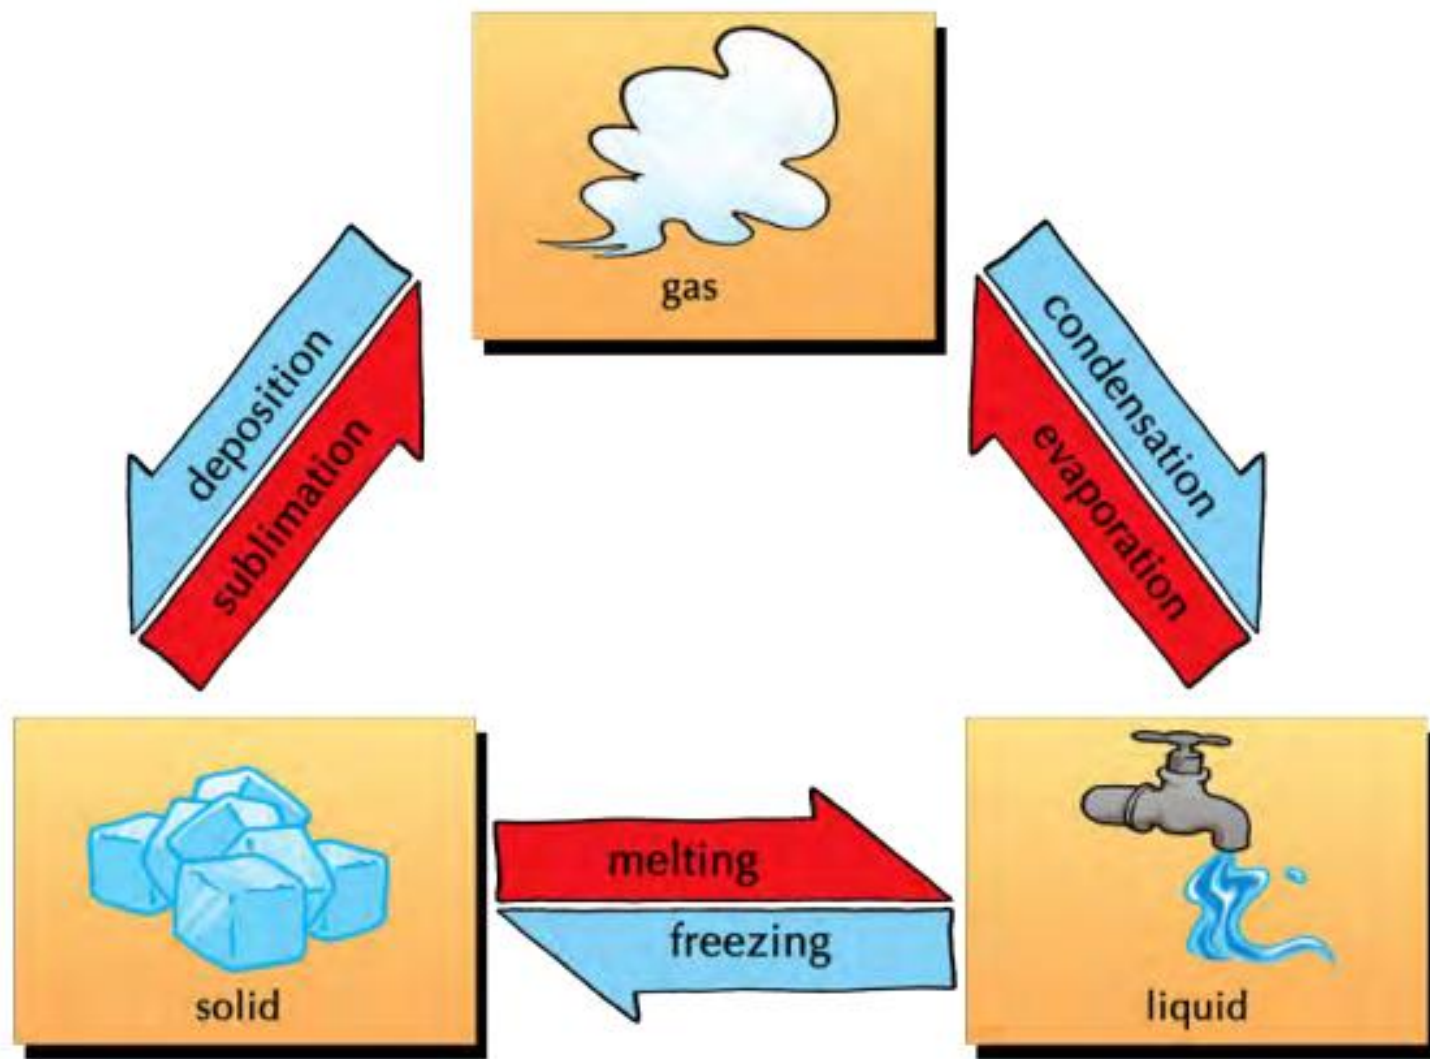 gas
deposition
sublimation
condensation
evaporation
melting
freezing
solid
liquid